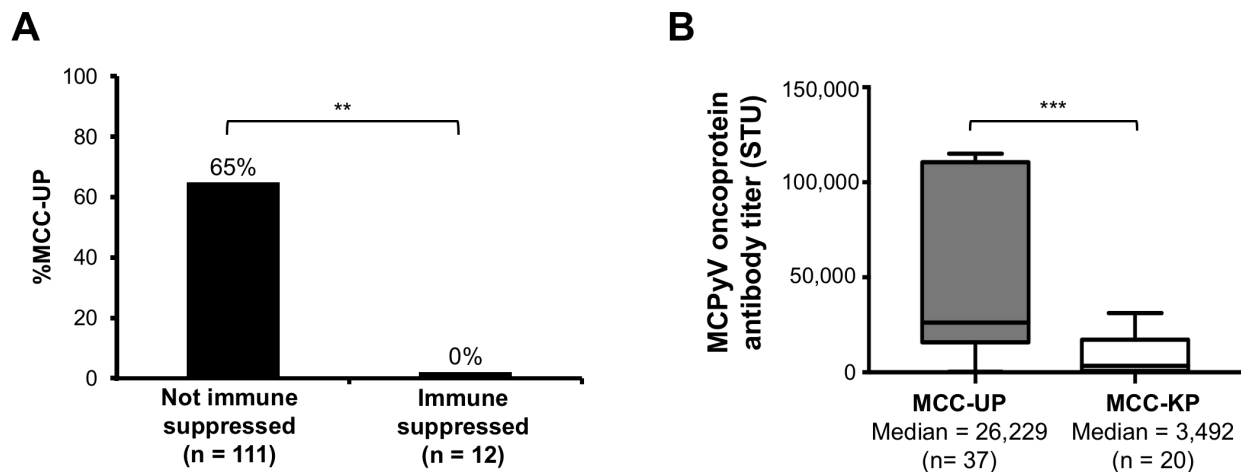 A
%MCC-UP
100
80
60
40
20
0
**
65%
0%
Not immune
suppressed
(n = 111)
Immune
suppressed
(n = 12)
B
MCPyV oncoprotein
antibody titer (STU)
150,000
100,000
50,000
0
***
MCC-UP
Median = 26,229
(n= 37)
MCC-KP
Median = 3,492
(n = 20)